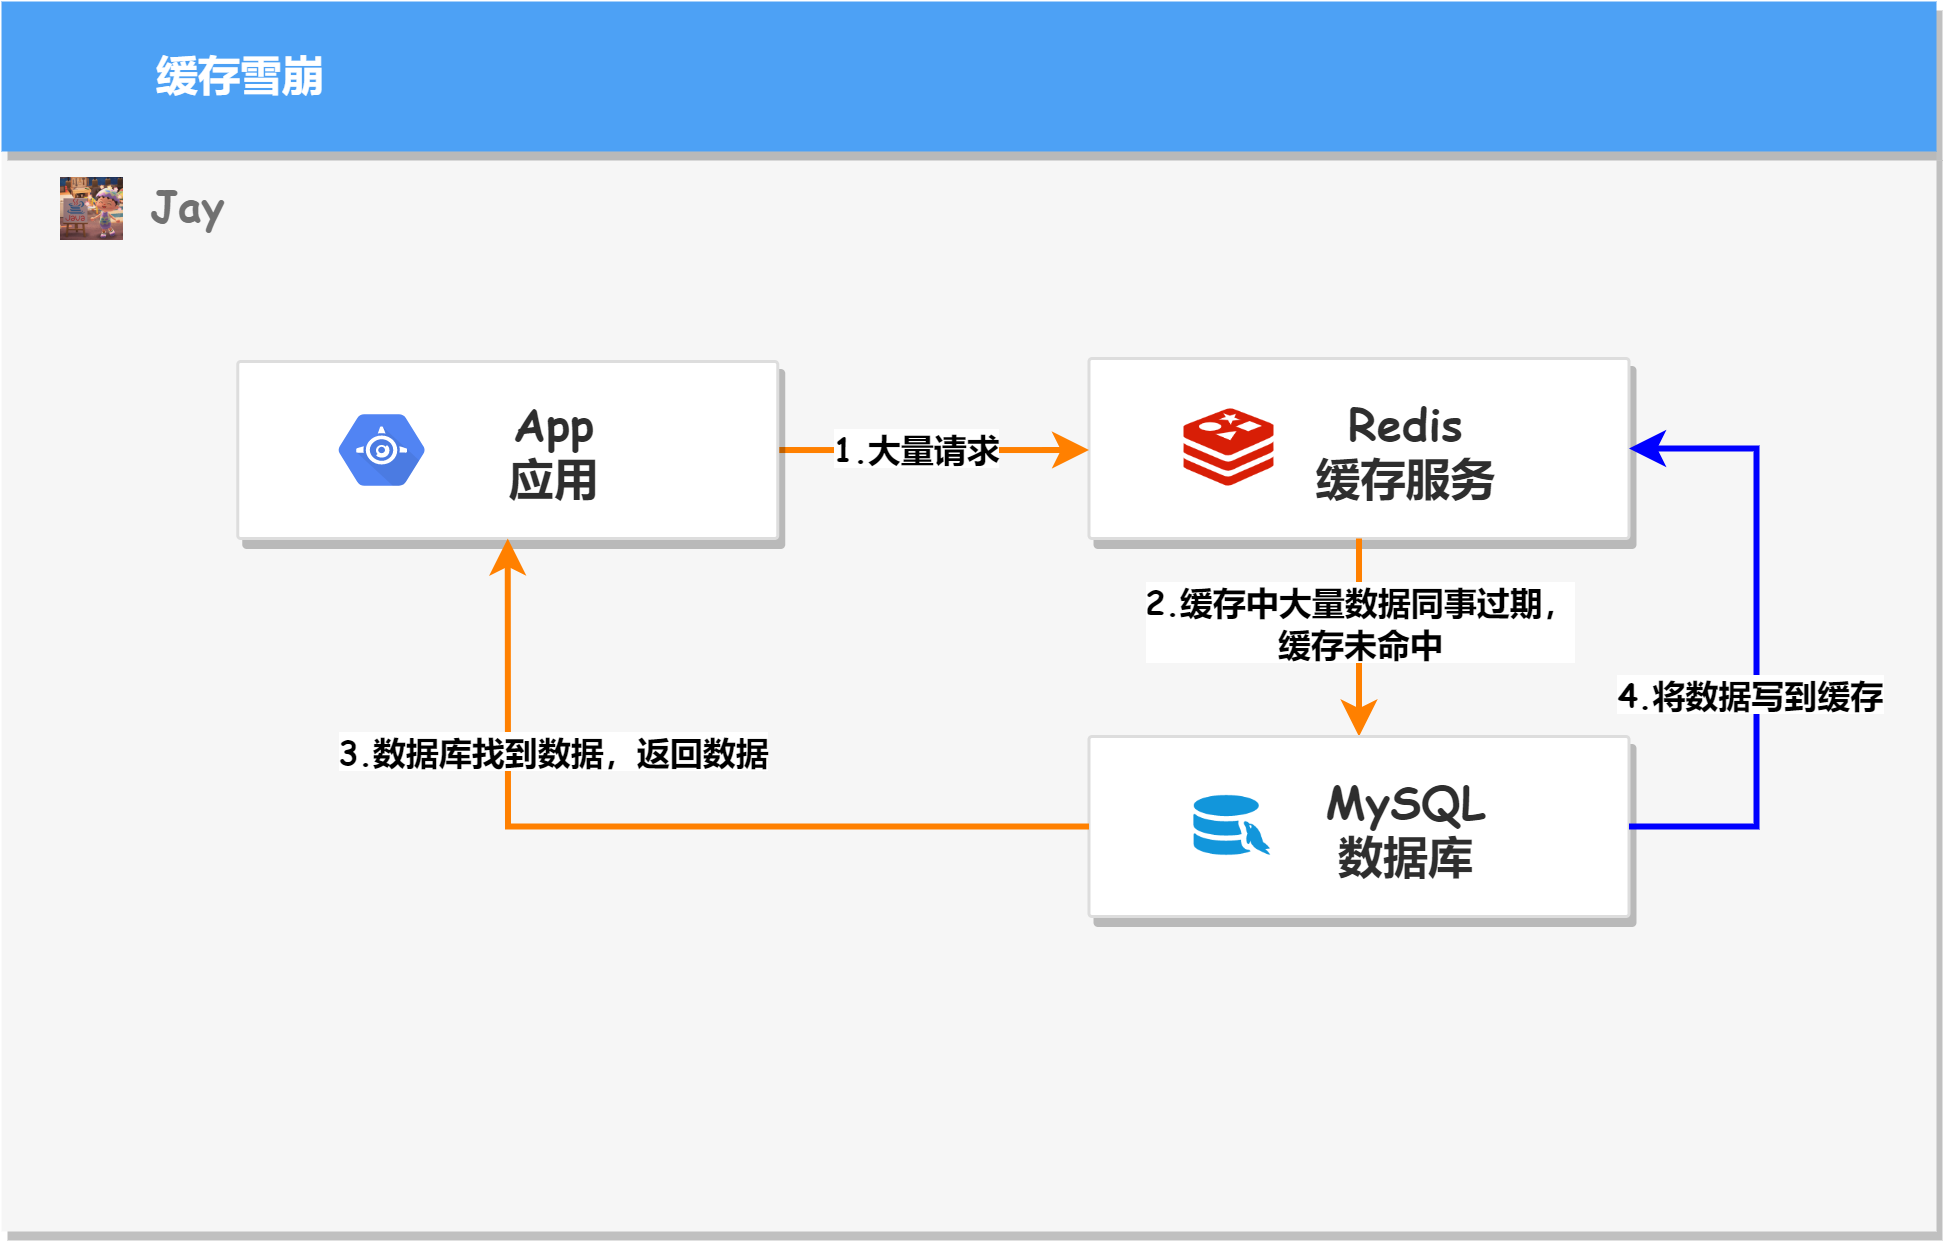 缓存雪崩
Jay
App
应用
1.大量请求
Redis
缓存服务
2.缓存中大量数据同事过期，
缓存未命中
4.将数据写到缓存
3.数据库找到数据，返回数据
MySQL
数据库